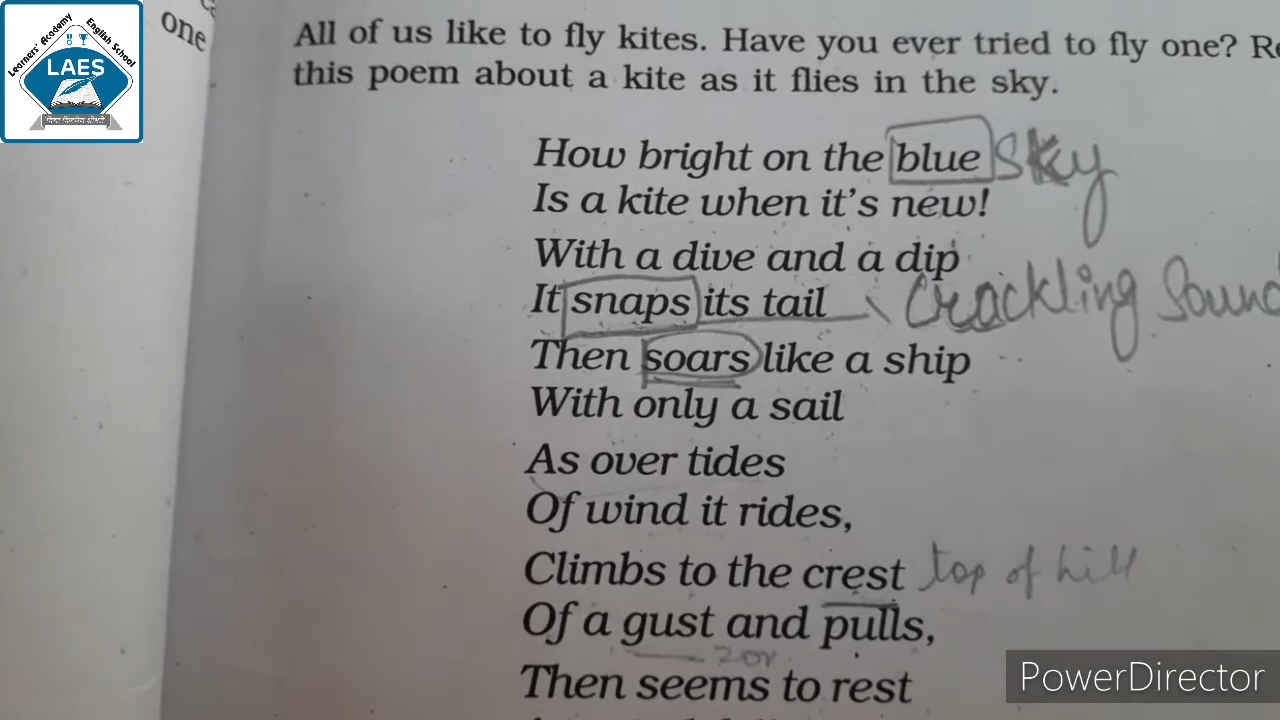 Learners' Academy English School
LAES
one
All of us like to fly kites. Have you ever tried to fly one?
this poem about a kite as it flies in the sky.
How bright on the blue sky
Is a kite when it's new!
With a dive and a dip
It snaps its tail Crackling Sound
Then soars like a ship
With only a sail
As over tides
Of wind it rides,
Climbs to the crest top of hill
Of a gust and pulls,
zor
Then seems to rest
PowerDirector